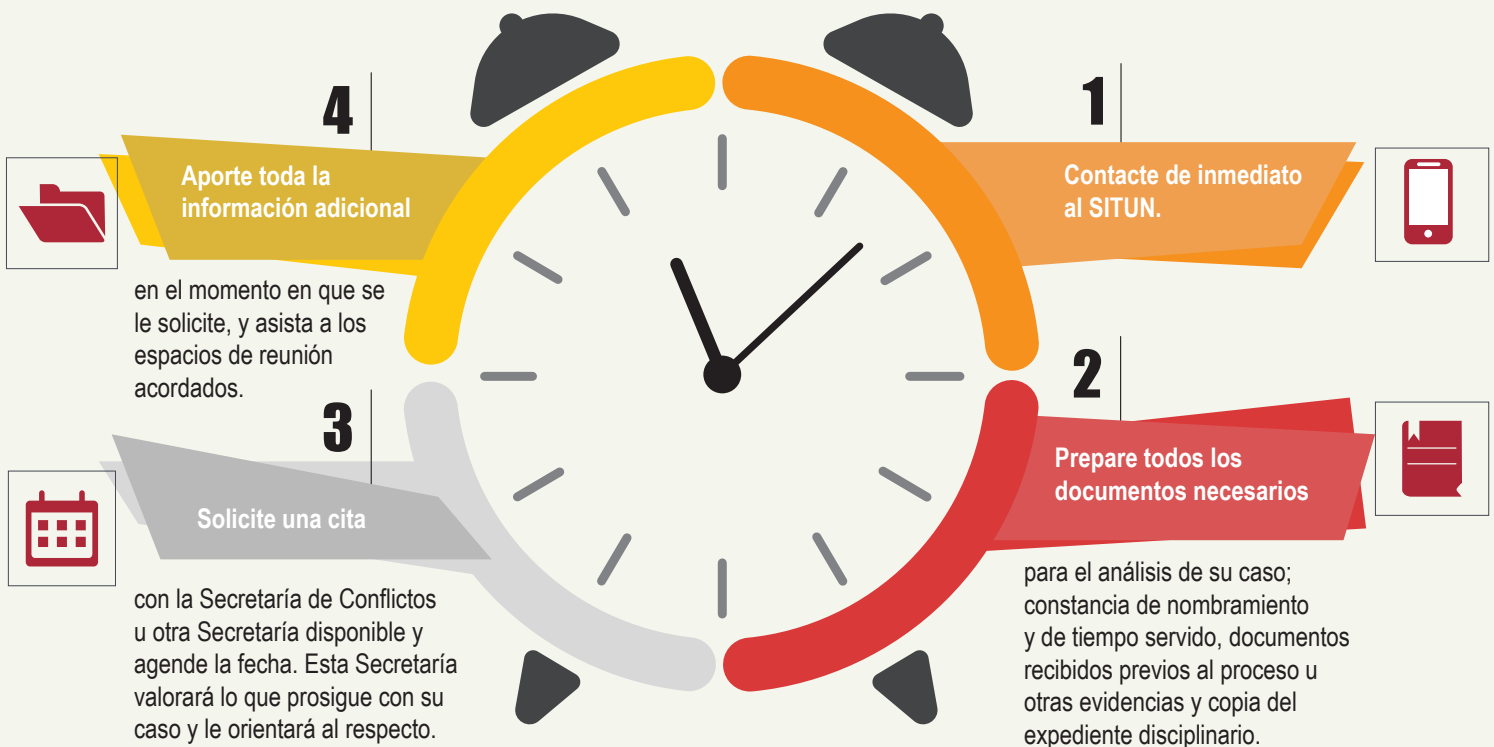 1
Contacte de inmediato
al SITUN.
2
Prepare todos los
documentos necesarios
para el análisis de su caso;
constancia de nombramiento
y de tiempo servido, documentos
recibidos previos al proceso u
otras evidencias y copia del
expediente disciplinario.
3
Solicite una cita
con la Secretaría de Conflictos
u otra Secretaría disponible y
agende la fecha. Esta Secretaría
valorará lo que prosigue con su
caso y le orientará al respecto.
4
Aporte toda la
información adicional
en el momento en que se
le solicite, y asista a los
espacios de reunión
acordados.